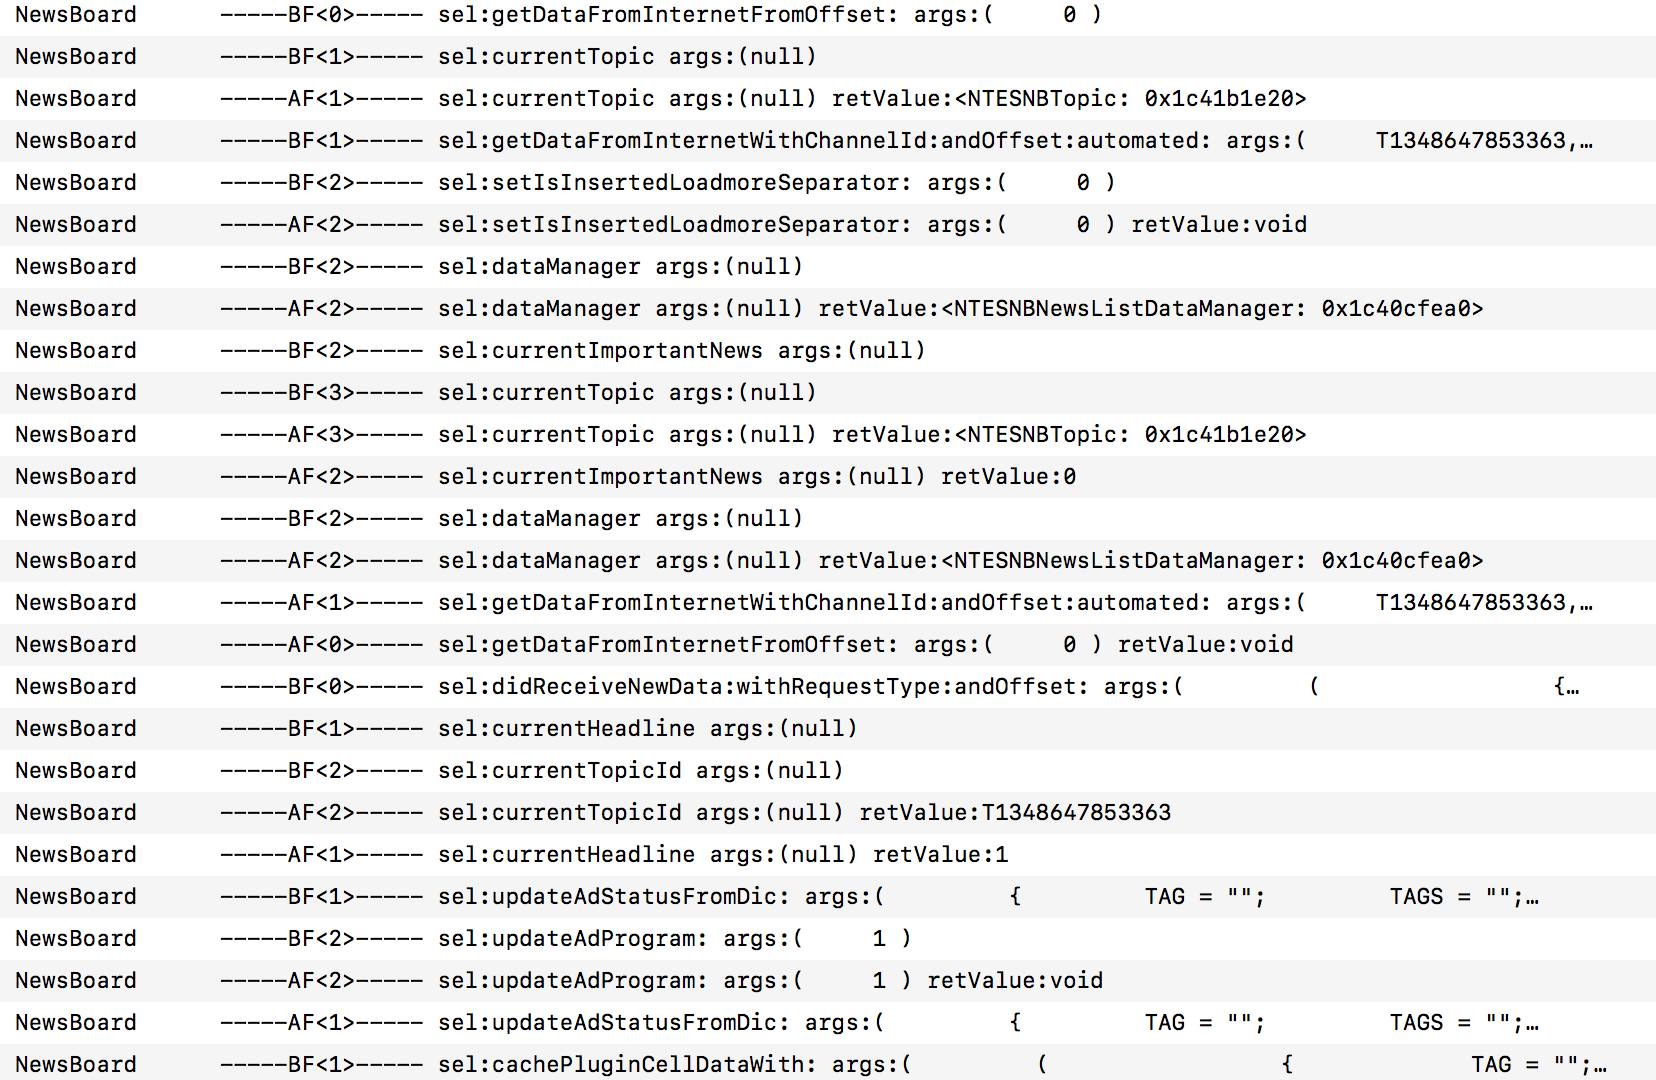 NewsBoard -----BF<0>----- sel:getDataFromInternetFromOffset: args:( 0 )
NewsBoard -----BF<1>----- sel:currentTopic args:(null)
NewsBoard -----AF<1>----- sel:currentTopic args:(null) retValue:<NTESNBTopic: 0x1c41b1e20>
NewsBoard -----BF<1>----- sel:getDataFromInternetWithChannelId:andOffset:automated: args:( T1348647853363,…
NewsBoard -----BF<2>----- sel:setIsInsertedLoadmoreSeparator: args:( 0 )
NewsBoard -----AF<2>----- sel:setIsInsertedLoadmoreSeparator: args:( 0 ) retValue:void
NewsBoard -----BF<2>----- sel:dataManager args:(null)
NewsBoard -----AF<2>----- sel:dataManager args:(null) retValue:<NTESNBNewsListDataManager: 0x1c40cfea0>
NewsBoard -----BF<2>----- sel:currentImportantNews args:(null)
NewsBoard -----BF<3>----- sel:currentTopic args:(null)
NewsBoard -----AF<3>----- sel:currentTopic args:(null) retValue:<NTESNBTopic: 0x1c41b1e20>
NewsBoard -----AF<2>----- sel:currentImportantNews args:(null) retValue:0
NewsBoard -----BF<2>----- sel:dataManager args:(null)
NewsBoard -----AF<2>----- sel:dataManager args:(null) retValue:<NTESNBNewsListDataManager: 0x1c40cfea0>
NewsBoard -----AF<1>----- sel:getDataFromInternetWithChannelId:andOffset:automated: args:( T1348647853363,…
NewsBoard -----AF<0>----- sel:getDataFromInternetFromOffset: args:( 0 ) retValue:void
NewsBoard -----BF<0>----- sel:didReceiveNewData:withRequestType:andOffset: args:( ( {…
NewsBoard -----BF<1>----- sel:currentHeadline args:(null)
NewsBoard -----BF<2>----- sel:currentTopicId args:(null)
NewsBoard -----AF<2>----- sel:currentTopicId args:(null) retValue:T1348647853363
NewsBoard -----AF<1>----- sel:currentHeadline args:(null) retValue:1
NewsBoard -----BF<1>----- sel:updateAdStatusFromDic: args:( { TAG = ""; TAGS = "";…
NewsBoard -----BF<2>----- sel:updateAdProgram: args:( 1 )
NewsBoard -----AF<2>----- sel:updateAdProgram: args:( 1 ) retValue:void
NewsBoard -----AF<1>----- sel:updateAdStatusFromDic: args:( { TAG = ""; TAGS = "";…
NewsBoard -----BF<1>----- sel:cachePluginCellDataWith: args:( ( { TAG = "";…